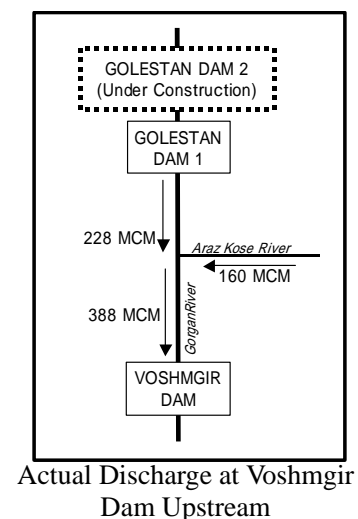 GOLESTAN DAM 2
(Under Construction)
GOLESTAN
DAM 1
228 MCM
Araz Kose River
160 MCM
388 MCM
GorganRiver
VOSHMGIR
DAM
Actual Discharge at Voshmgir
Dam Upstream